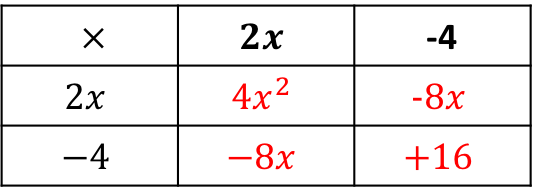 × 2x -4
2x 4x² -8x
−4 −8x +16